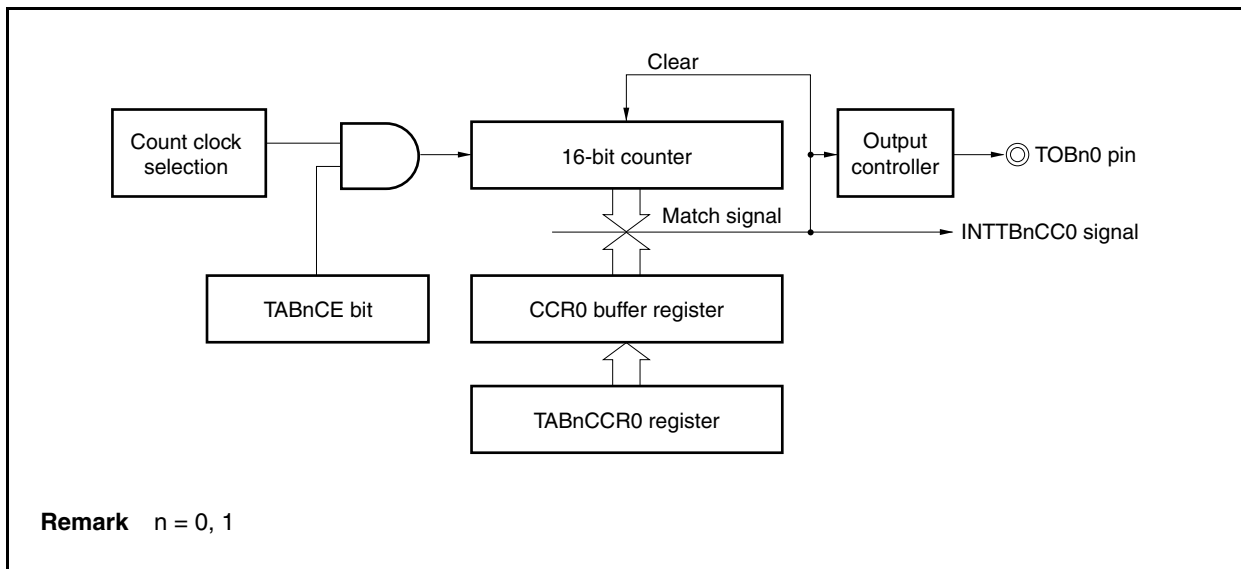 Clear
Count clock
selection
16-bit counter
Output
controller
TOBn0 pin
Match signal
INTTBnCC0 signal
TABnCE bit
CCR0 buffer register
TABnCCR0 register
Remark n = 0, 1